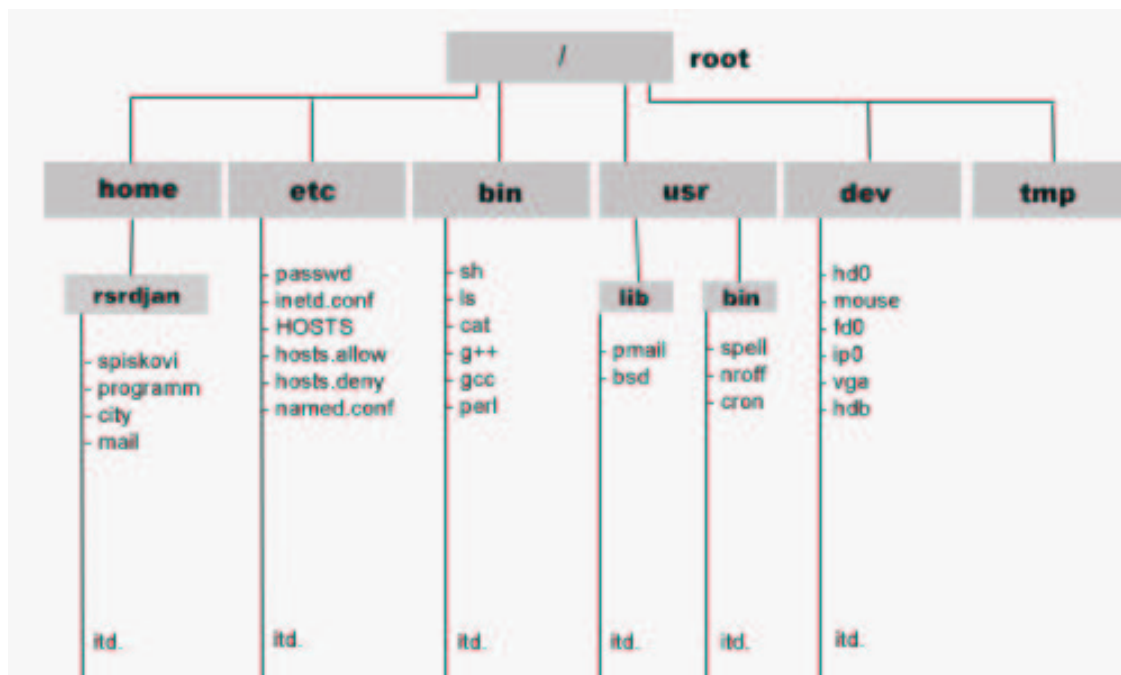 / root
home etc bin usr dev tmp
rsrdjan
spiskovi
programm
city
mail
itd.
passwd
inetd.conf
HOSTS
hosts.allow
hosts.deny
named.conf
itd.
sh
ls
cat
g++
gcc
perl
itd.
lib
pmail
bsd
itd.
bin
spell
nroff
cron
itd.
hd0
mouse
fd0
ip0
vga
hdb
itd.